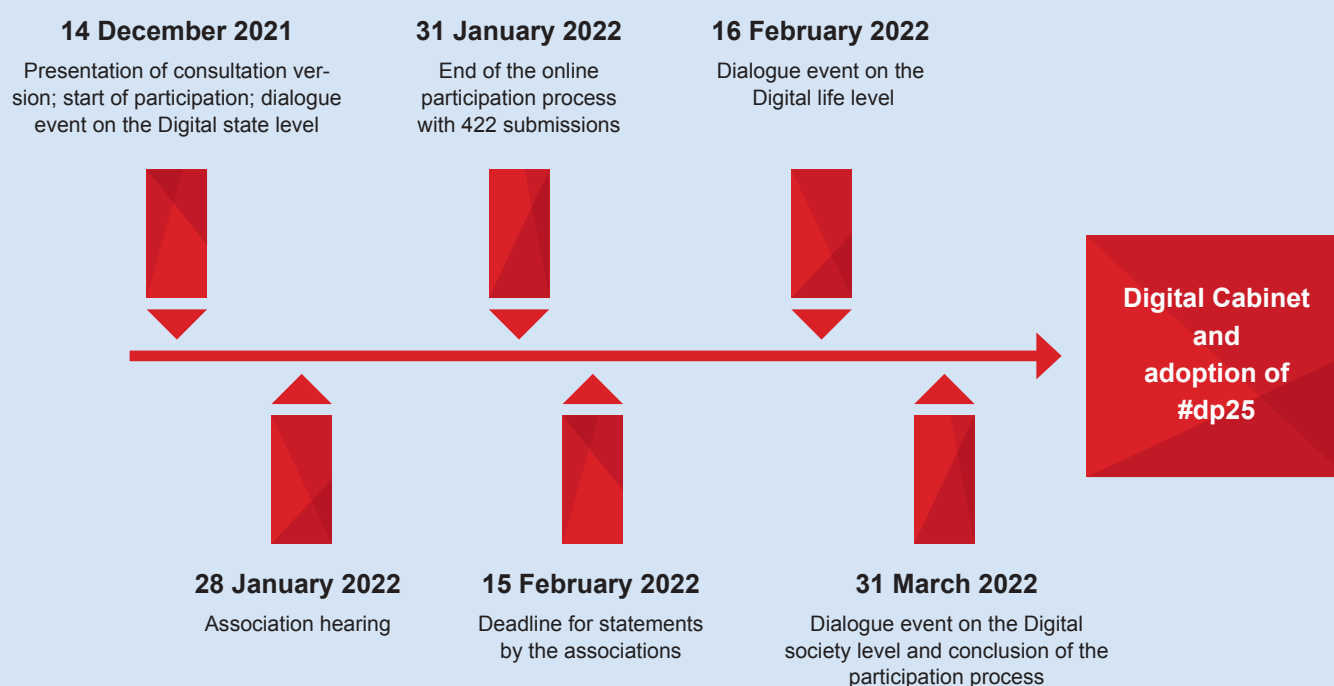 14 December 2021
Presentation of consultation ver-
sion; start of participation; dialogue
event on the Digital state level
31 January 2022
End of the online
participation process
with 422 submissions
16 February 2022
Dialogue event on the
Digital life level
Digital Cabinet
and
adoption of
#dp25
28 January 2022
Association hearing
15 February 2022
Deadline for statements
by the associations
31 March 2022
Dialogue event on the Digital
society level and conclusion of the
participation process